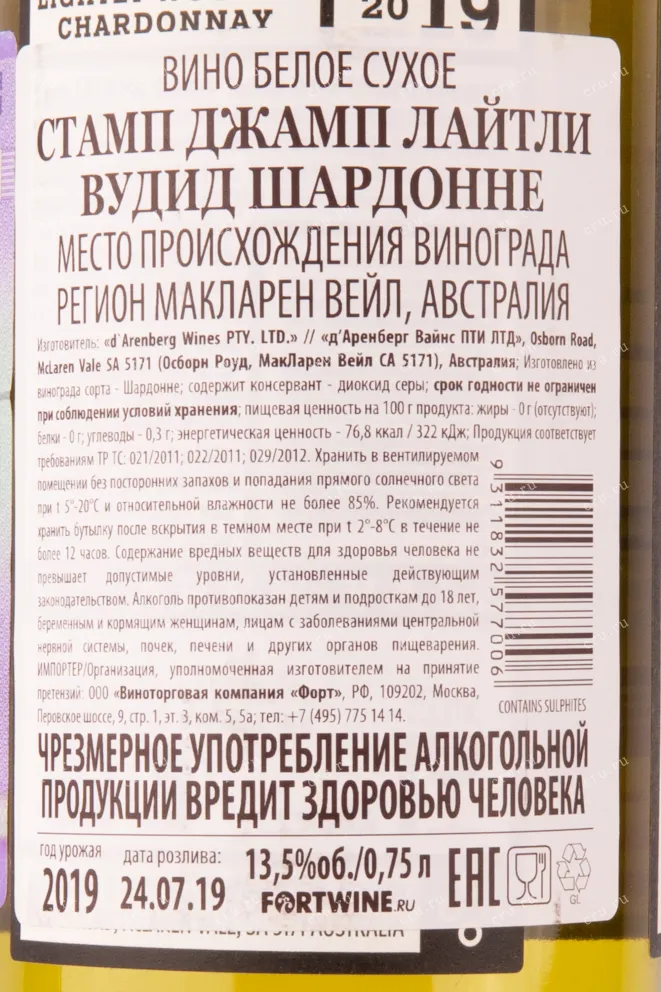 CHARDONNAY
2019
ВИНО БЕЛОЕ СУХОЕ
СТАМП ДЖАМП ЛАЙТЛИ
ВУДИД ШАРДОННЕ
МЕСТО ПРОИСХОЖДЕНИЯ ВИНОГРАДА
РЕГИОН МАКЛАРЕН ВЕЙЛ, АВСТРАЛИЯ
Изготовитель: «d`Arenberg Wines PTY. LTD.» // «д’Аренберг Вайнс ПТИ ЛТД», Osborn Road,
McLaren Vale SA 5171 (Осборн Роуд, МакЛарен Вейл СА 5171), Австралия; Изготовлено из
винограда сорта - Шардоне; содержит консервант - диоксид серы; срок годности не ограничен
при соблюдении условий хранения; пищевая ценность на 100 г продукта: жиры - 0 г (отсутствуют);
белки - 0 г; углеводы - 0,3 г; энергетическая ценность - 76,8 ккал / 322 кДж; Продукция соответствует
требованиям ТР ТС: 021/2011; 022/2011; 029/2012. Хранить в вентилируемом
помещении без посторонних запахов и попадания прямого солнечного света
при t 5°-20°C и относительной влажности не более 85%. Рекомендуется
хранить бутылку после вскрытия в темном месте при t 2°-8°C в течение не
более 12 часов. Содержание вредных веществ для здоровья человека не
превышает допустимые уровни, установленные действующим
законодательством. Алкоголь противопоказан детям и подросткам до 18 лет,
беременным и кормящим женщинам, лицам с заболеваниями центральной
нервной системы, почек, печени и других органов пищеварения.
ИМПОРТЕР/Организация, уполномоченная изготовителем на принятие
претензий: ООО «Виноторговая компания «Форт», РФ, 109202, Москва,
Перовское шоссе, 9, стр. 1, эт. 3, ком. 5, 5а; тел: +7 (495) 775 14 14.
9 311832 577006
CONTAINS SULPHITES
ЧРЕЗМЕРНОЕ УПОТРЕБЛЕНИЕ АЛКОГОЛЬНОЙ
ПРОДУКЦИИ ВРЕДИТ ЗДОРОВЬЮ ЧЕЛОВЕКА
год урожая
2019
дата розлива:
24.07.19
13,5%об./0,75 л
FORTWINE.RU
ЕАС
GL